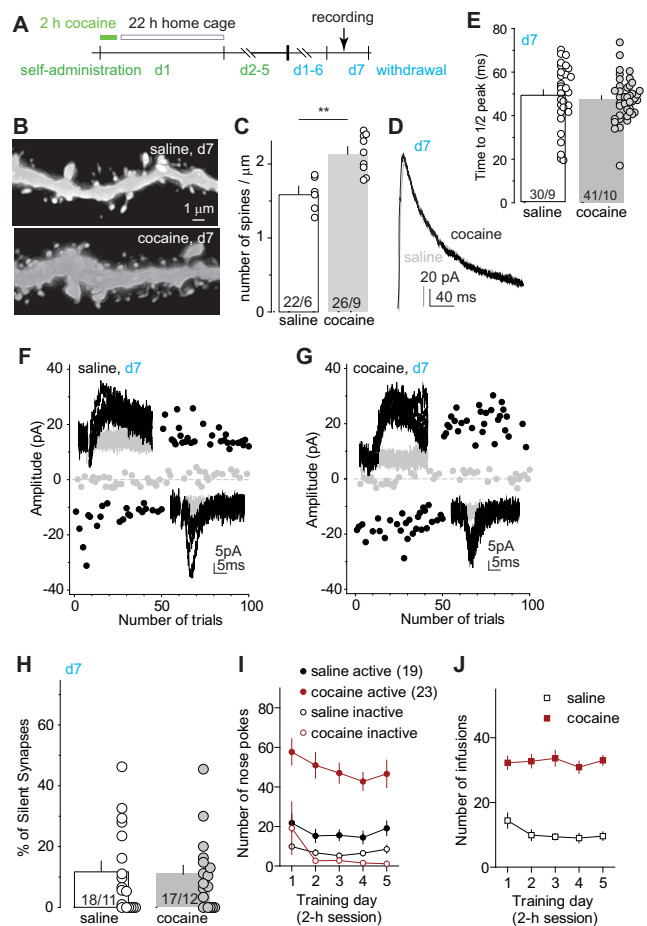 A
2 h cocaine
22 h home cage
recording
self-administration
d1
d2-5
d1-6
d7
withdrawal
B
saline, d7
1 μm
cocaine, d7
C
**
number of spines / μm
2
1
0
22/6
26/9
saline
cocaine
D
d7
cocaine
saline
20 pA
40 ms
E
d7
Time to 1/2 peak (ms)
80
60
40
20
0
30/9
41/10
saline
cocaine
F
saline, d7
Amplitude (pA)
40
20
0
-20
-40
5pA
5ms
0
50
100
Number of trials
G
cocaine, d7
Amplitude (pA)
40
20
0
-20
-40
5pA
5ms
0
50
100
Number of trials
H
d7
% of Silent Synapses
60
40
20
0
18/11
17/12
saline
cocaine
I
saline active (19)
cocaine active (23)
saline inactive
cocaine inactive
Number of nose pokes
80
60
40
20
0
1
2
3
4
5
Training day
(2-h session)
J
saline
cocaine
Number of infusions
40
20
0
1
2
3
4
5
Training day
(2-h session)